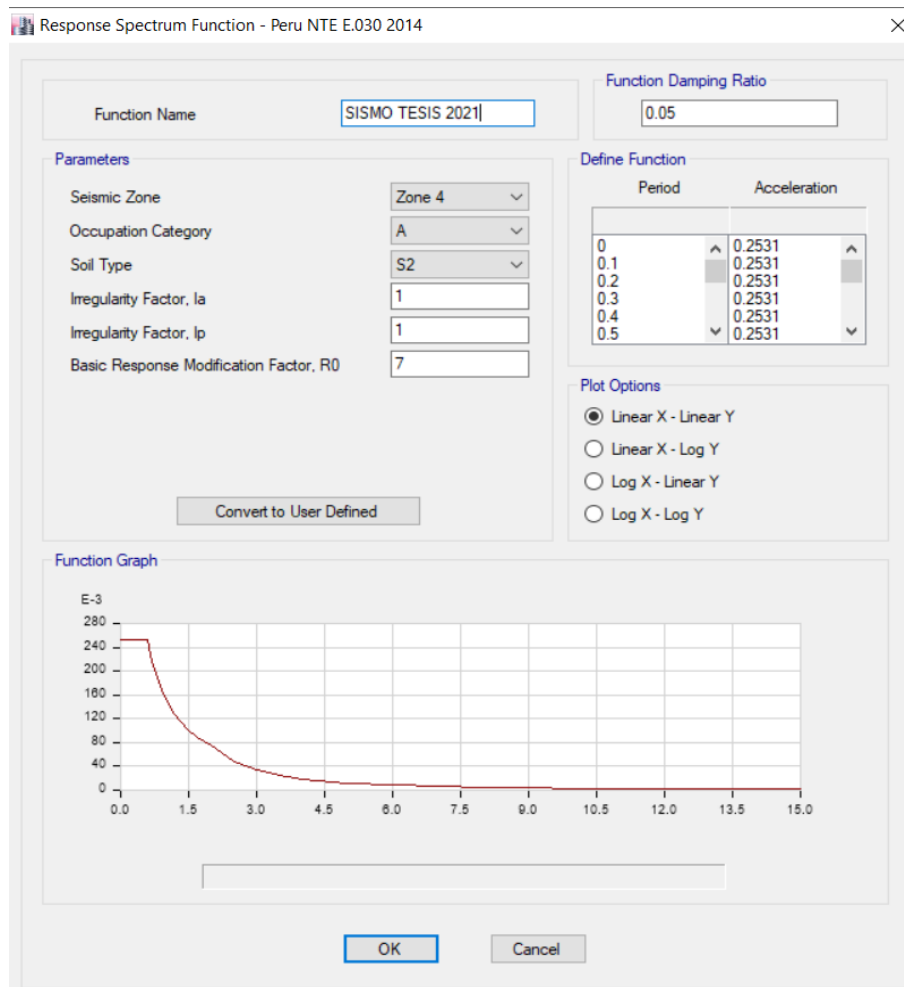 Response Spectrum Function - Peru NTE E.030 2014
Function Name
SISMO TESIS 2021
Function Damping Ratio
0.05
Parameters
Seismic Zone
Zone 4
Occupation Category
A
Soil Type
S2
Irregularity Factor, Ia
1
Irregularity Factor, Ip
1
Basic Response Modification Factor, R0
7
Convert to User Defined
Define Function
Period Acceleration
0 0.2531
0.1 0.2531
0.2 0.2531
0.3 0.2531
0.4 0.2531
0.5 0.2531
Plot Options
Linear X - Linear Y
Linear X - Log Y
Log X - Linear Y
Log X - Log Y
Function Graph
E-3
280
240
200
160
120
80
40
0
0.0 1.5 3.0 4.5 6.0 7.5 9.0 10.5 12.0 13.5 15.0
OK Cancel